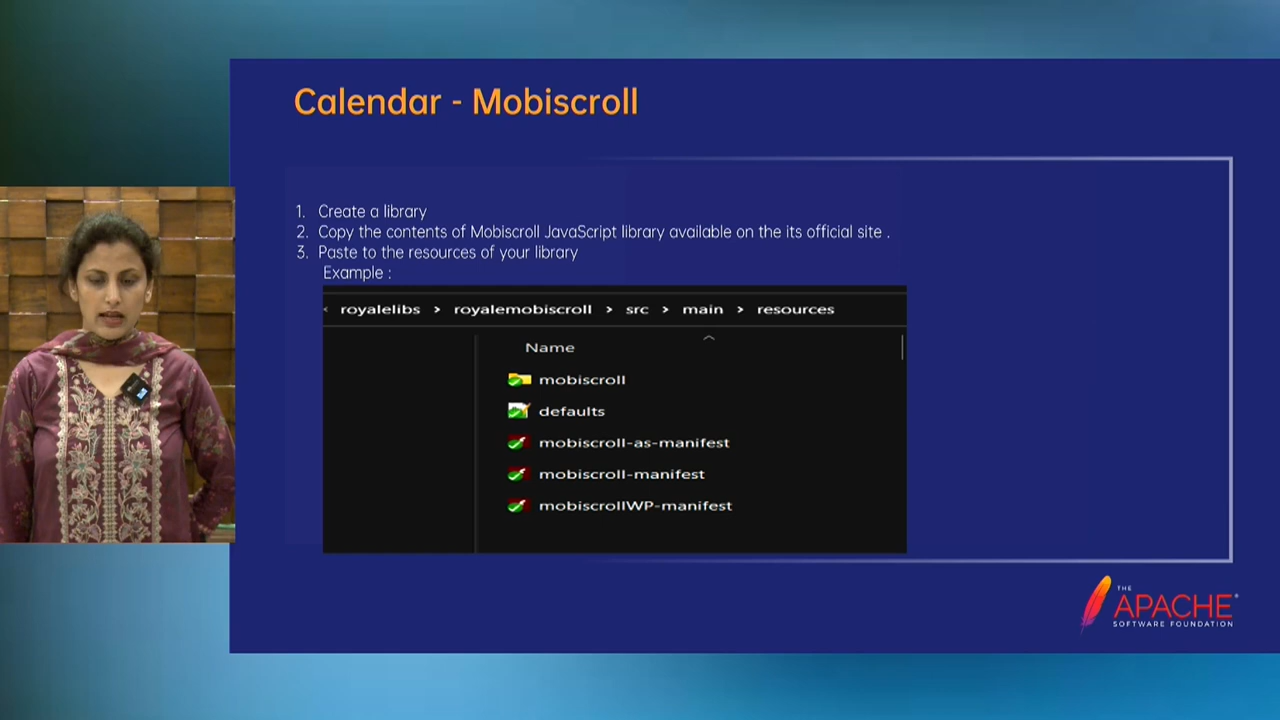 Calendar - Mobiscroll
1. Create a library
2. Copy the contents of Mobiscroll JavaScript library available on the its official site .
3. Paste to the resources of your library
Example :
< royalelibs > royalemobiscroll > src > main > resources
Name
mobiscroll
defaults
mobiscroll-as-manifest
mobiscroll-manifest
mobiscrollWP-manifest
THE
APACHE®
SOFTWARE FOUNDATION